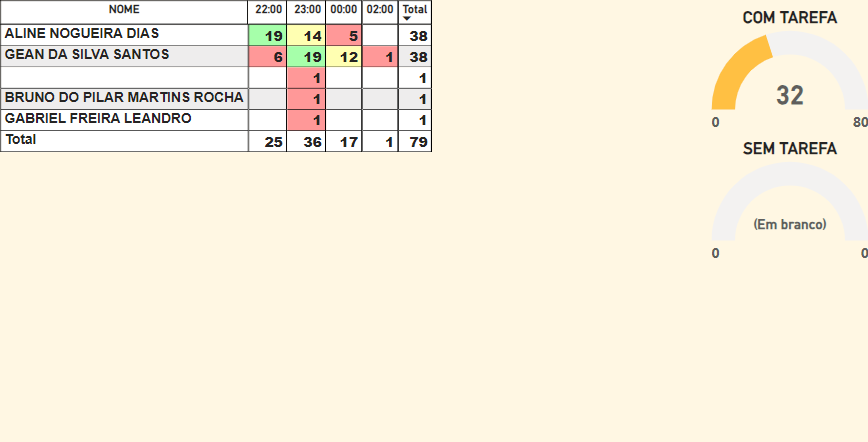 NOME 22:00 23:00 00:00 02:00 Total
ALINE NOGUEIRA DIAS 19 14 5 38
GEAN DA SILVA SANTOS 6 19 12 1 38
1 1
BRUNO DO PILAR MARTINS ROCHA 1 1
GABRIEL FREIRA LEANDRO 1 1
Total 25 36 17 1 79
COM TAREFA
32
0 80
SEM TAREFA
(Em branco)
0 0